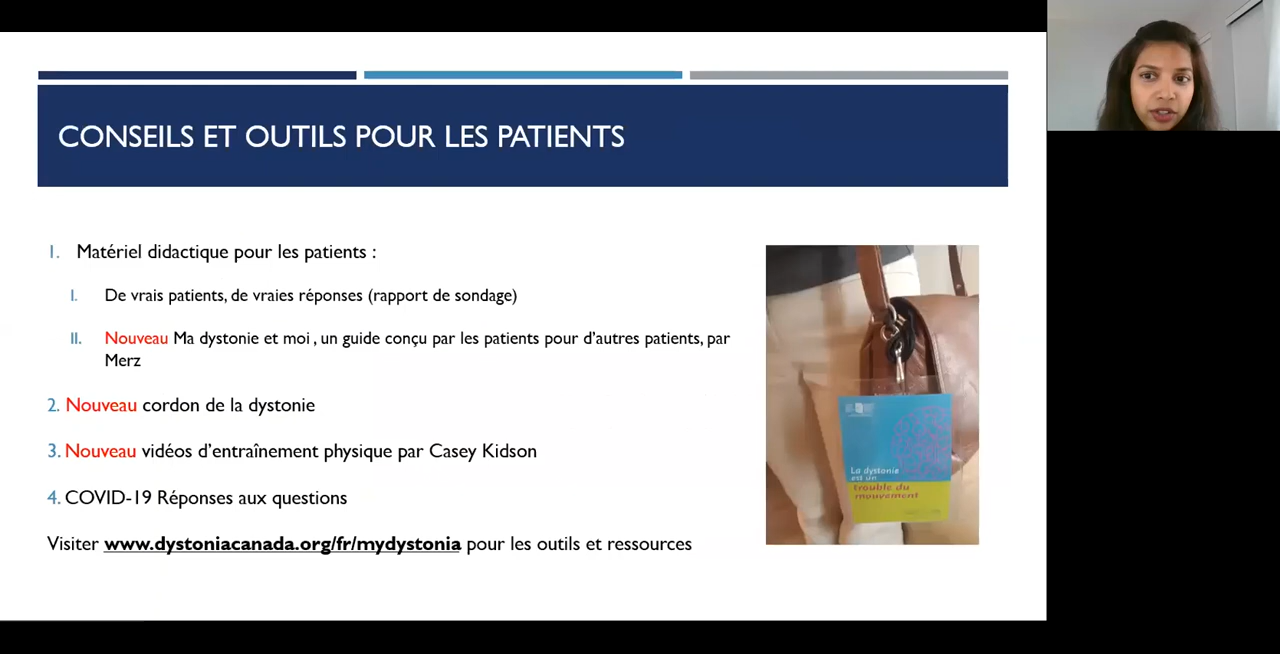 CONSEILS ET OUTILS POUR LES PATIENTS
1. Matériel didactique pour les patients :
I. De vrais patients, de vraies réponses (rapport de sondage)
II. Nouveau Ma dystonie et moi , un guide conçu par les patients pour d’autres patients, par
Merz
2. Nouveau cordon de la dystonie
3. Nouveau vidéos d’entraînement physique par Casey Kidson
4. COVID-19 Réponses aux questions
Visiter www.dystoniacanada.org/fr/mydystonia pour les outils et ressources
La dystonie
est un
trouble du
mouvement